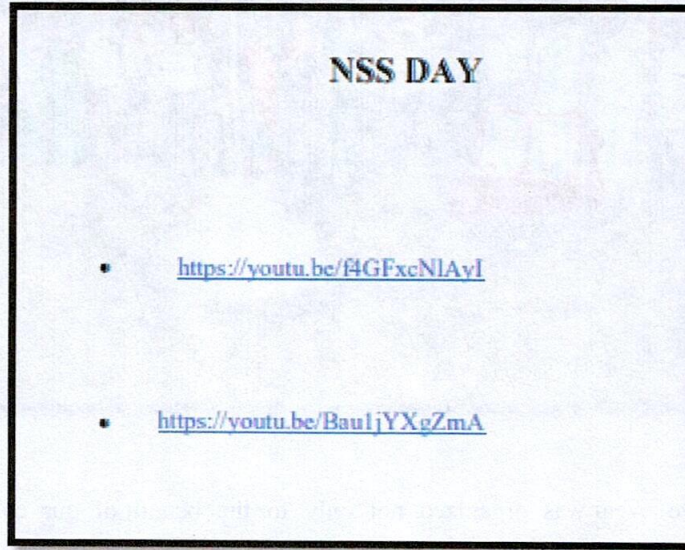 NSS DAY
• https://youtu.be/f4GFxcNlAyI
• https://youtu.be/Bau1jYXgZmA